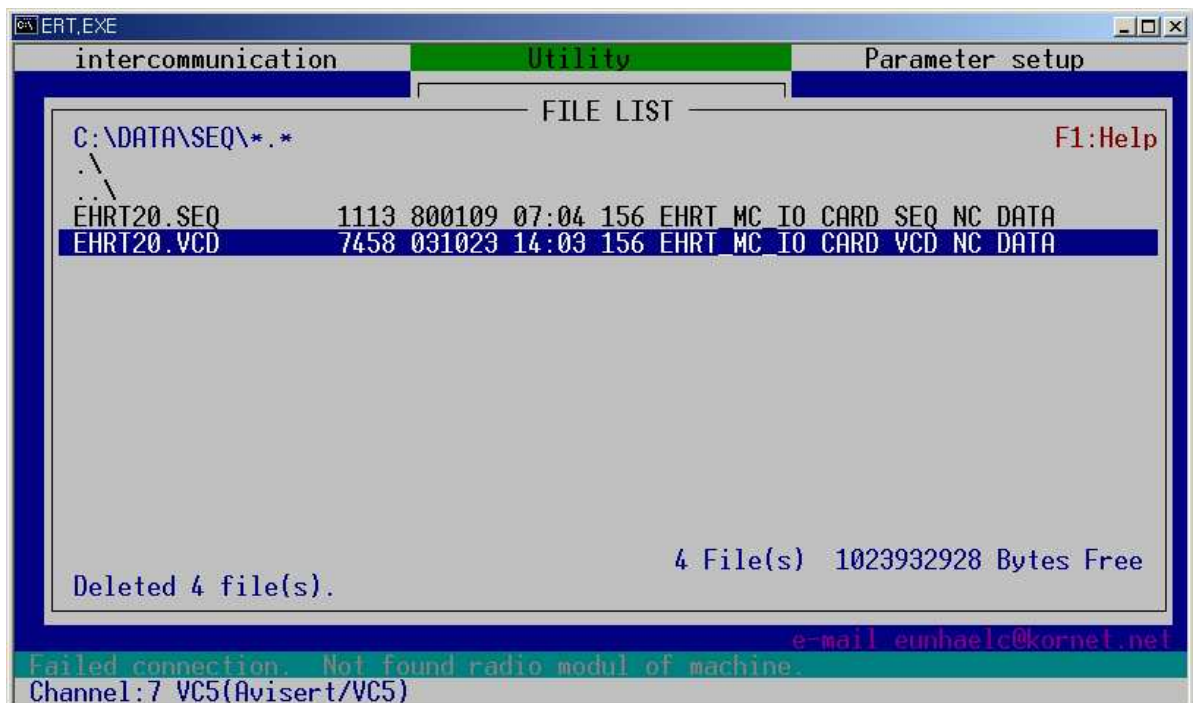 ERT,EXE
intercommunication Utility Parameter setup
FILE LIST
C:\DATA\SEQ\*.* F1:Help
.\
..\
EHRT20.SEQ 1113 800109 07:04 156 EHRT_MC_IO CARD SEQ NC DATA
EHRT20.VCD 7458 031023 14:03 156 EHRT_MC_IO CARD VCD NC DATA
4 File(s) 1023932928 Bytes Free
Deleted 4 file(s).
e-mail eunhaelc@kornet.net
Failed connection. Not found radio modul of machine.
Channel:7 VC5(Avisert/VC5)